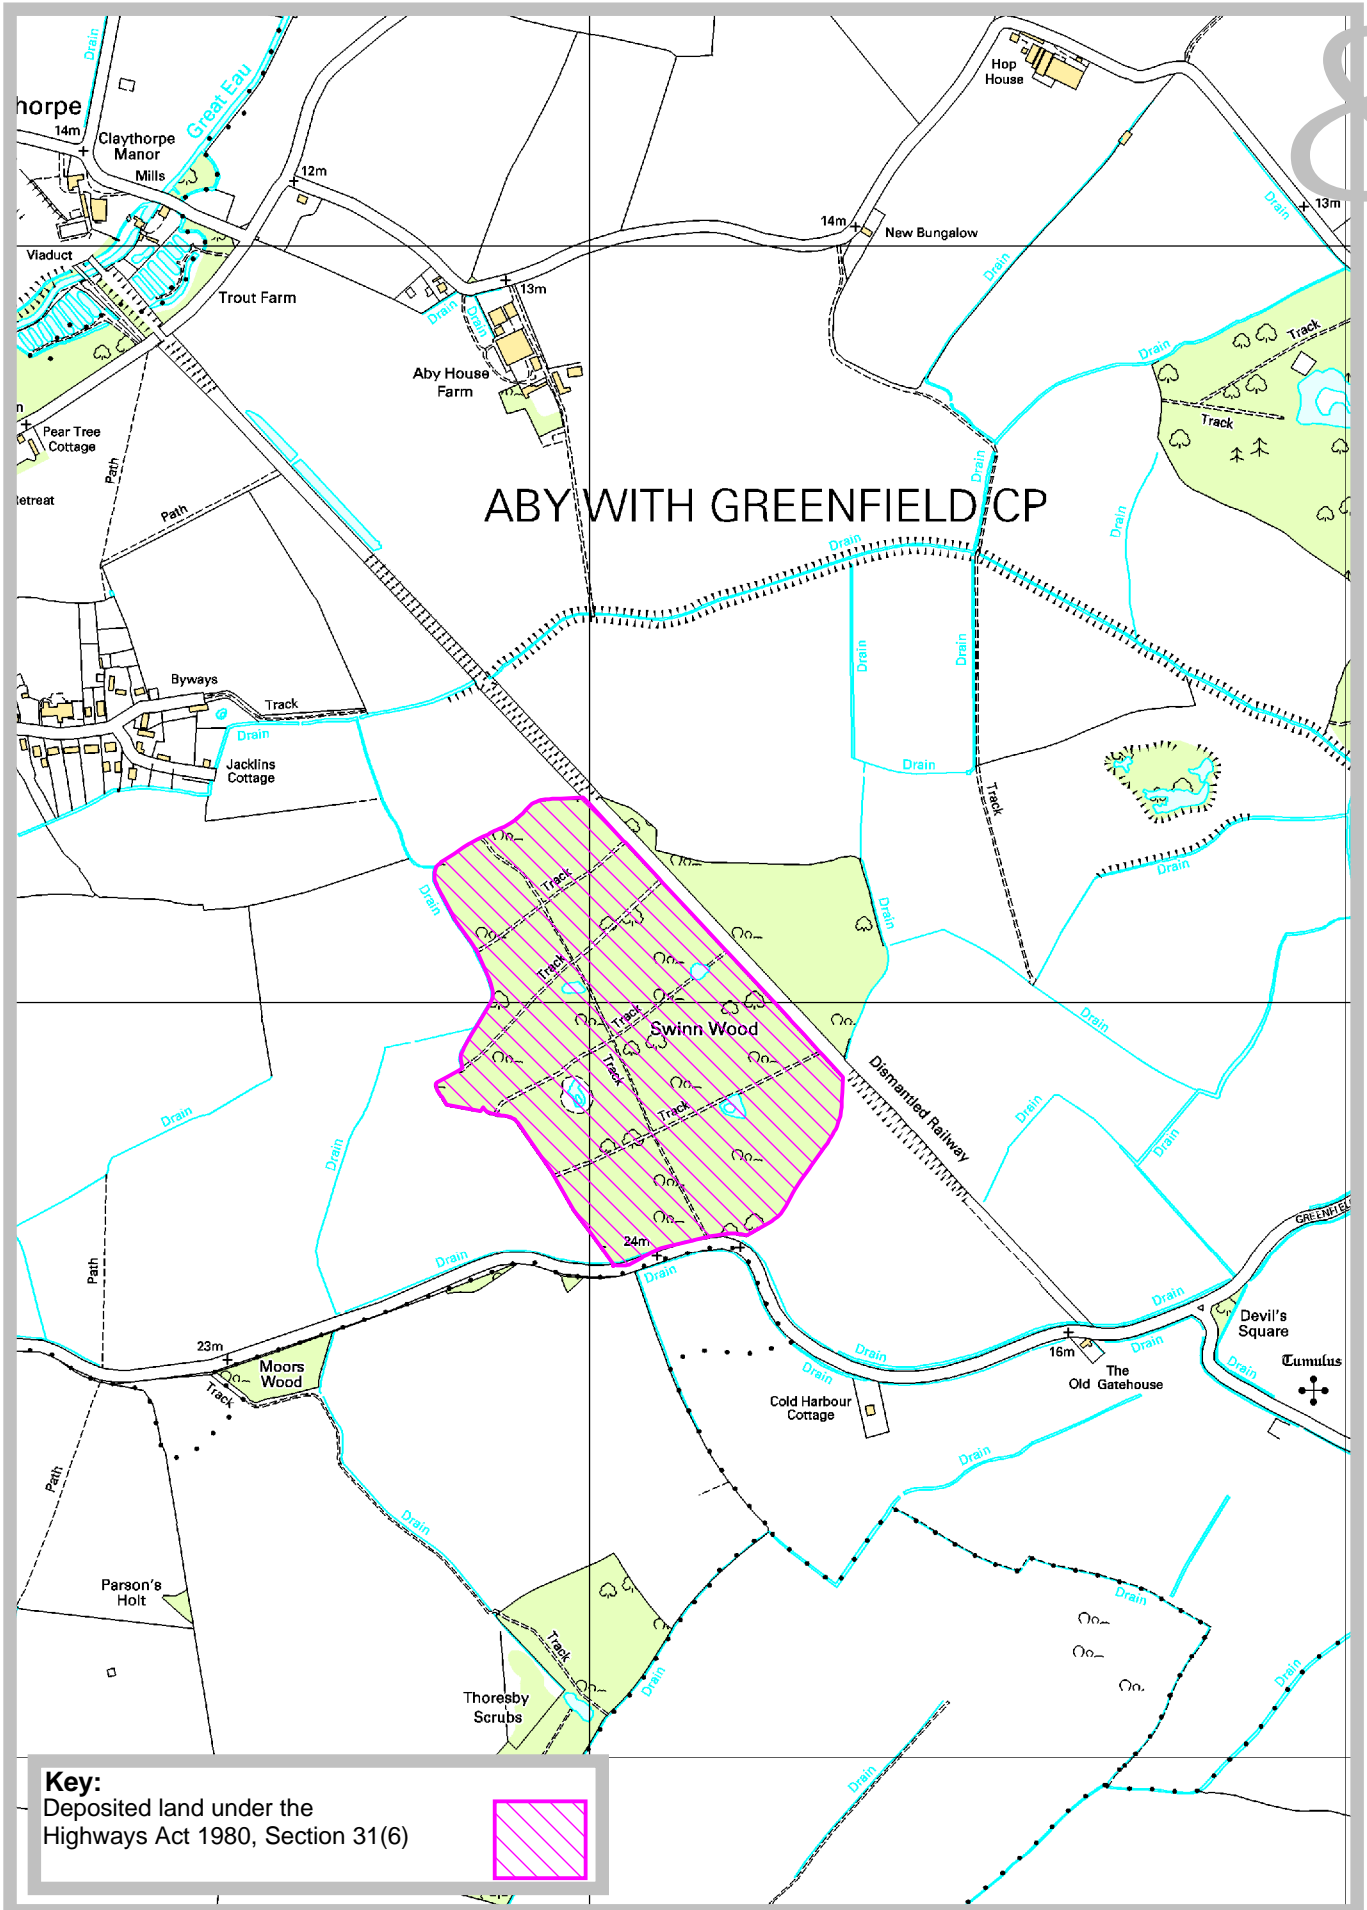 Drain
Great Eau
horpe
14m
Claythorpe
Manor
Mills
12m
Hop
House
&
Drain
13m
14m
New Bungalow
Viaduct
Drain
Trout Farm
13m
Drain
Drain
Track
Drain
Aby House
Farm
Track
n
Pear Tree
Cottage
Path
Drain
etreat
Path
ABY WITH GREENFIELD CP
Drain
Drain
Drain
Drain
Byways
Track
Drain
Jacklins
Cottage
Drain
Track
Drain
Track
Drain
Drain
Track
Track
Swinn Wood
Drain
Track
Dismantled Railway
Track
Drain
Drain
Drain
Drain
GREENFIEL
Path
Drain
24m
Drain
Drain
Devil's
Square
23m
Moors
Wood
Track
Drain
Drain
16m
Drain
The
Old Gatehouse
Drain
Tumulus
Cold Harbour
Cottage
Path
Drain
Drain
Parson's
Holt
Drain
Track
Drain
Drain
Thoresby
Scrubs
Drain
Key:
Deposited land under the
Highways Act 1980, Section 31(6)